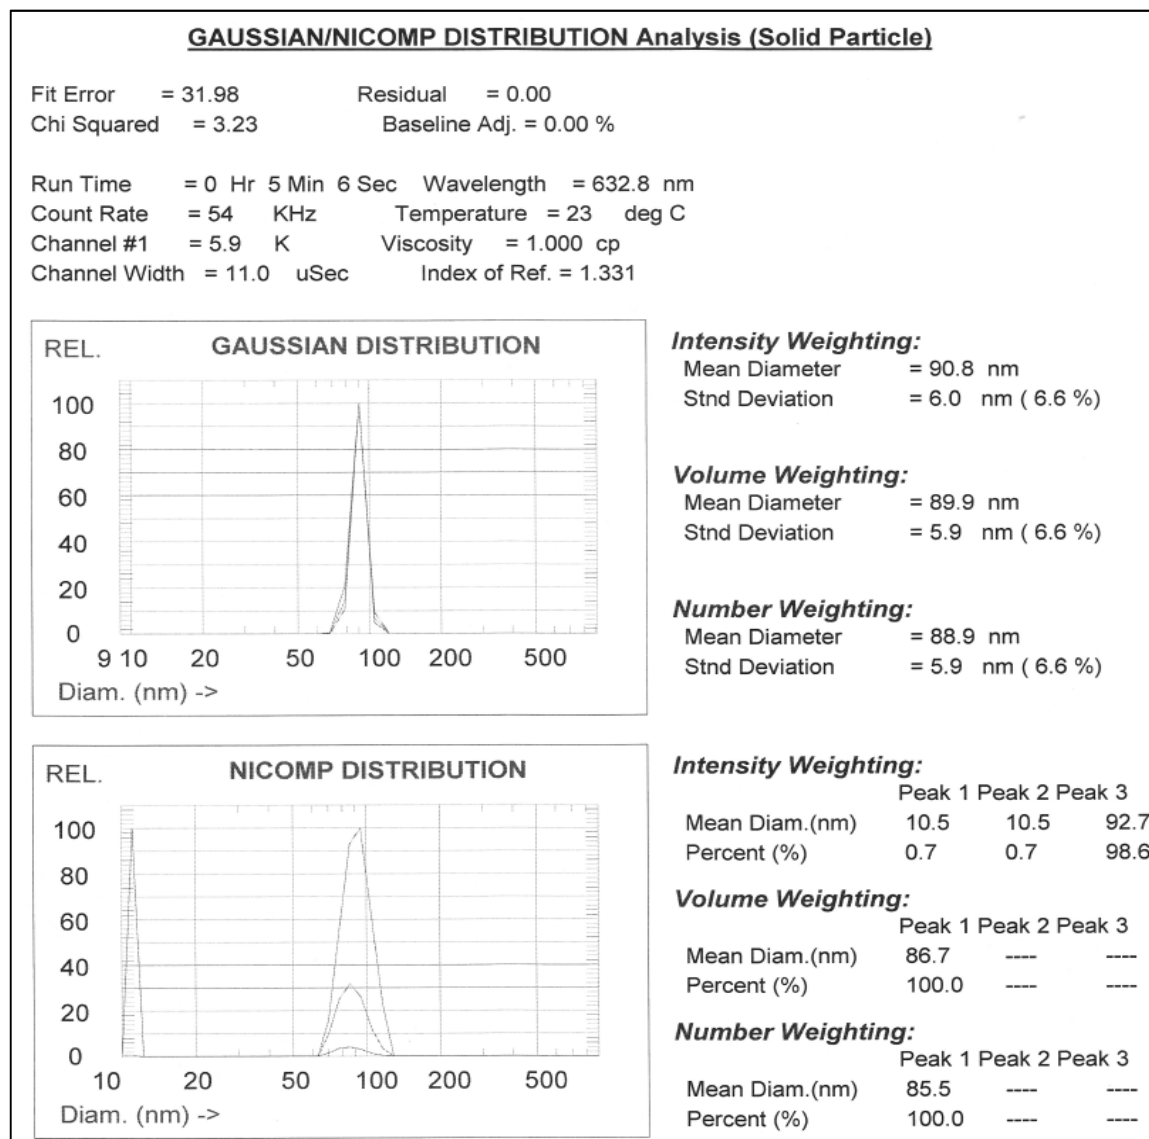 GAUSSIAN/NICOMP DISTRIBUTION Analysis (Solid Particle)
Fit Error = 31.98 Residual = 0.00
Chi Squared = 3.23 Baseline Adj. = 0.00 %
Run Time = 0 Hr 5 Min 6 Sec Wavelength = 632.8 nm
Count Rate = 54 KHz Temperature = 23 deg C
Channel #1 = 5.9 K Viscosity = 1.000 cp
Channel Width = 11.0 uSec Index of Ref. = 1.331
REL. GAUSSIAN DISTRIBUTION
100
80
60
40
20
0
9 10 20 50 100 200 500
Diam. (nm) ->
Intensity Weighting:
Mean Diameter = 90.8 nm
Stnd Deviation = 6.0 nm ( 6.6 %)
Volume Weighting:
Mean Diameter = 89.9 nm
Stnd Deviation = 5.9 nm ( 6.6 %)
Number Weighting:
Mean Diameter = 88.9 nm
Stnd Deviation = 5.9 nm ( 6.6 %)
REL. NICOMP DISTRIBUTION
100
80
60
40
20
0
10 20 50 100 200 500
Diam. (nm) ->
Intensity Weighting:
Peak 1 Peak 2 Peak 3
Mean Diam.(nm) 10.5 10.5 92.7
Percent (%) 0.7 0.7 98.6
Volume Weighting:
Peak 1 Peak 2 Peak 3
Mean Diam.(nm) 86.7 ---- ----
Percent (%) 100.0 ---- ----
Number Weighting:
Peak 1 Peak 2 Peak 3
Mean Diam.(nm) 85.5 ---- ----
Percent (%) 100.0 ---- ----